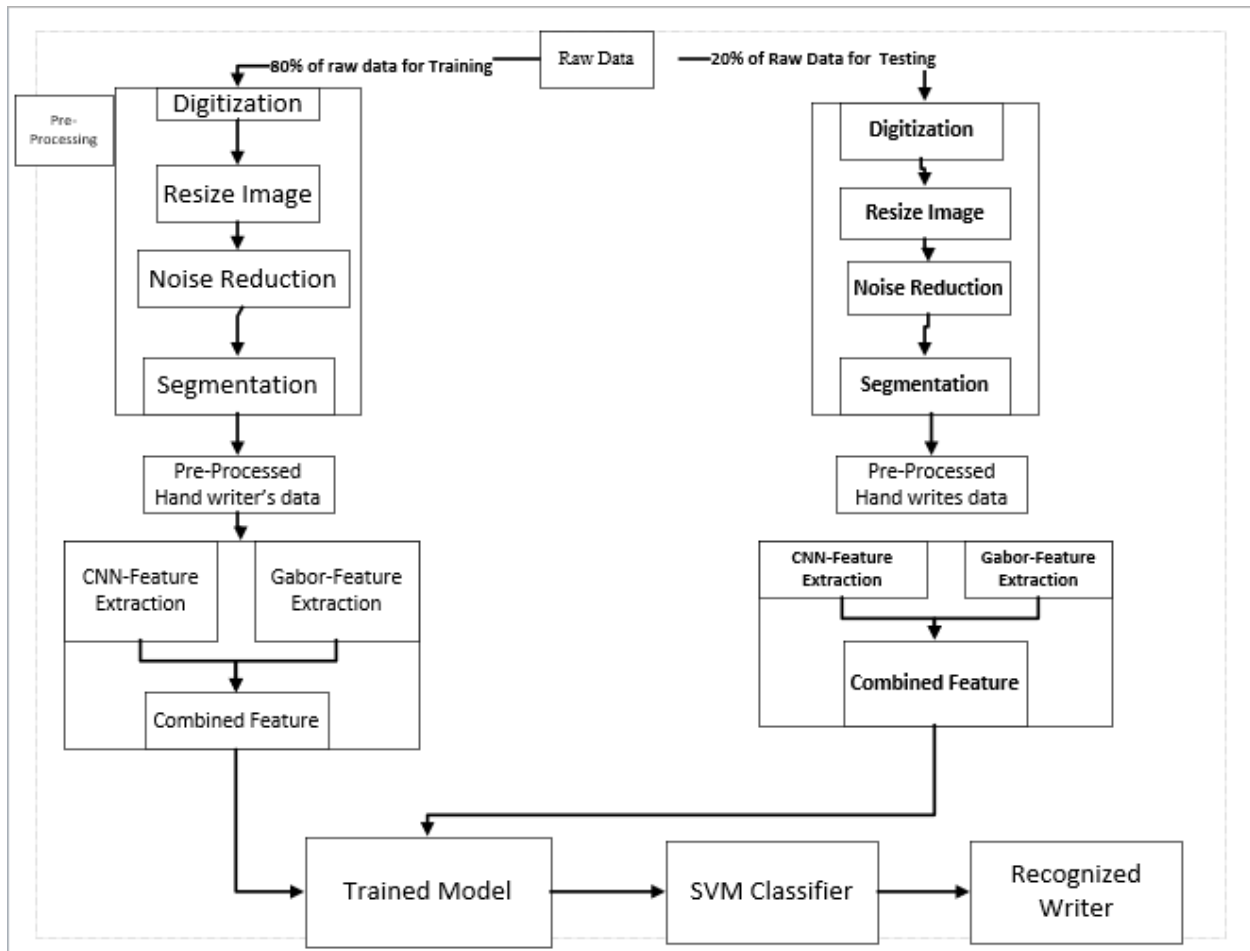 Raw Data
80% of raw data for Training
20% of Raw Data for Testing
Pre-
Processing
Digitization
Resize Image
Noise Reduction
Segmentation
Pre-Processed
Hand writer's data
CNN-Feature
Extraction
Gabor-Feature
Extraction
Combined Feature
Digitization
Resize Image
Noise Reduction
Segmentation
Pre-Processed
Hand writes data
CNN-Feature
Extraction
Gabor-Feature
Extraction
Combined Feature
Trained Model
SVM Classifier
Recognized
Writer